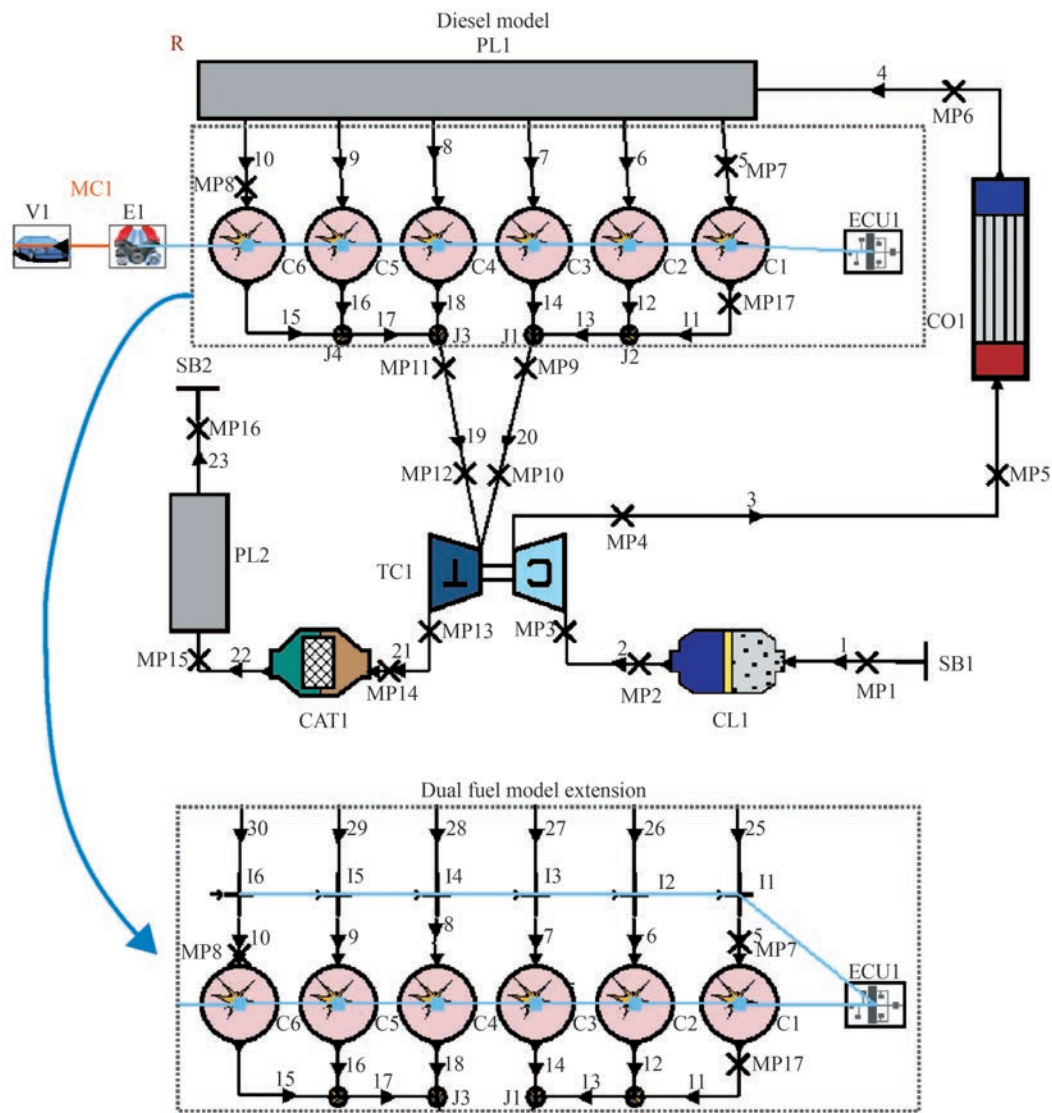 Diesel model
R
PL1
4
MP6
10
9
8
7
6
5
MP7
MP8
MC1
V1
E1
ECU1
C6
C5
C4
C3
C2
C1
MP17
CO1
15
16
17
18
14
13
12
11
J4
J3
J1
J2
MP11
MP9
SB2
MP16
23
19
20
MP12
MP10
MP5
3
MP4
PL2
TC1
T
C
MP13
MP3
MP15
22
21
MP14
2
MP2
1
MP1
SB1
CAT1
CL1
Dual fuel model extension
30
29
28
27
26
25
I6
I5
I4
I3
I2
I1
10
9
8
7
6
5
MP8
MP7
ECU1
C6
C5
C4
C3
C2
C1
MP17
15
16
17
18
14
13
12
11
J3
J1